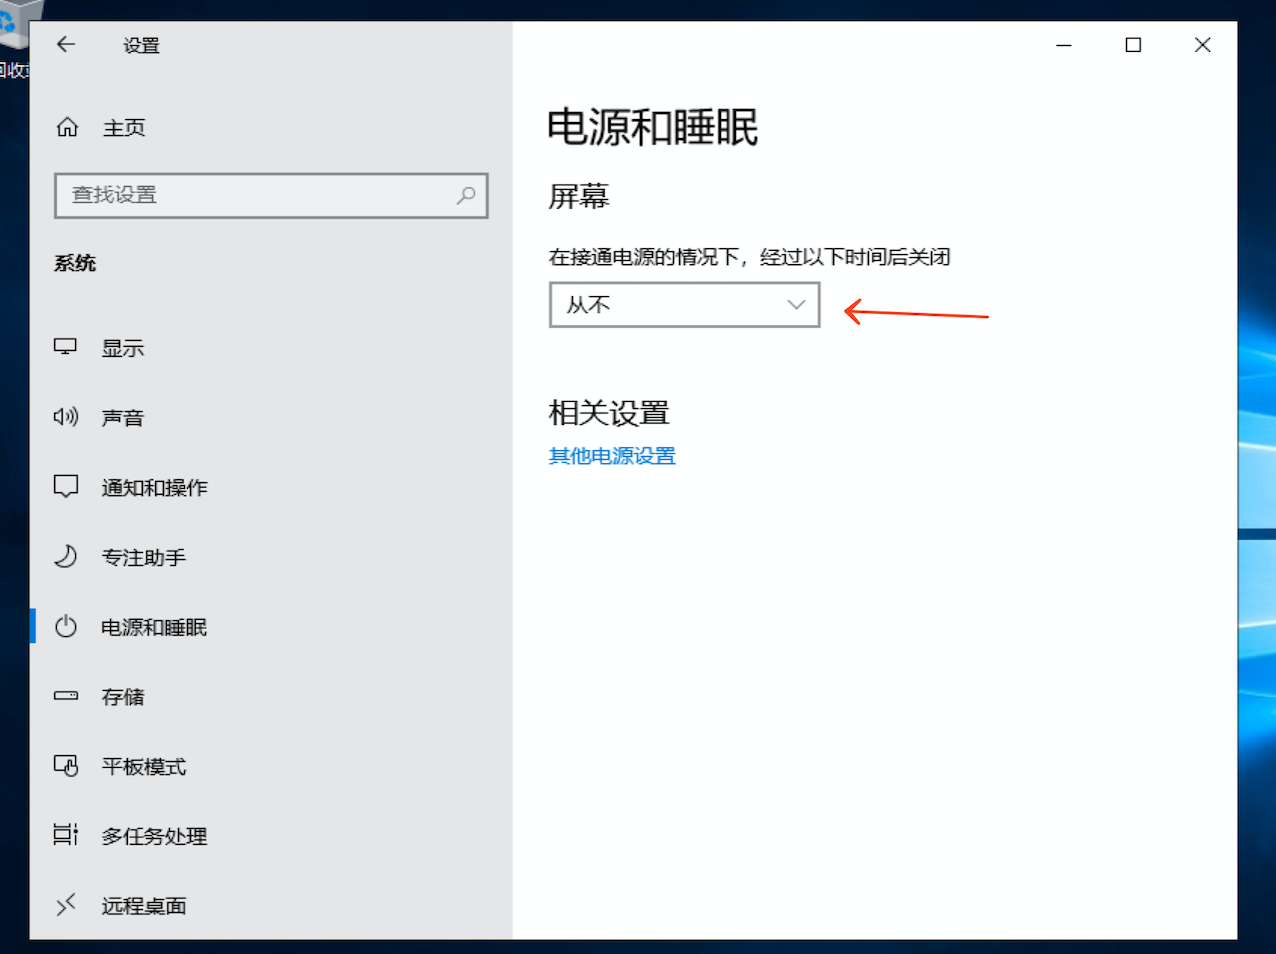 设置
主页
查找设置
系统
显示
声音
通知和操作
专注助手
电源和睡眠
存储
平板模式
多任务处理
远程桌面
电源和睡眠
屏幕
在接通电源的情况下，经过以下时间后关闭
从不
相关设置
其他电源设置
回收